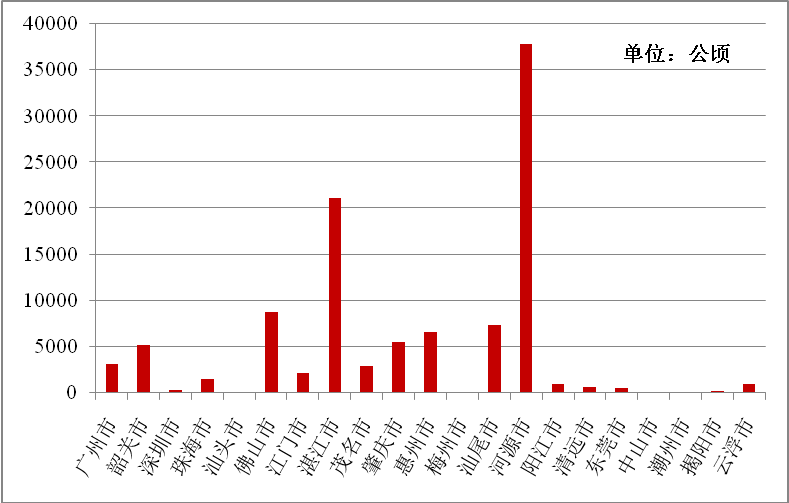 40000
35000
30000
25000
20000
15000
10000
5000
0
单位：公顷
广州市
韶关市
深圳市
珠海市
汕头市
佛山市
江门市
湛江市
茂名市
肇庆市
惠州市
梅州市
汕尾市
河源市
阳江市
清远市
东莞市
中山市
潮州市
揭阳市
云浮市